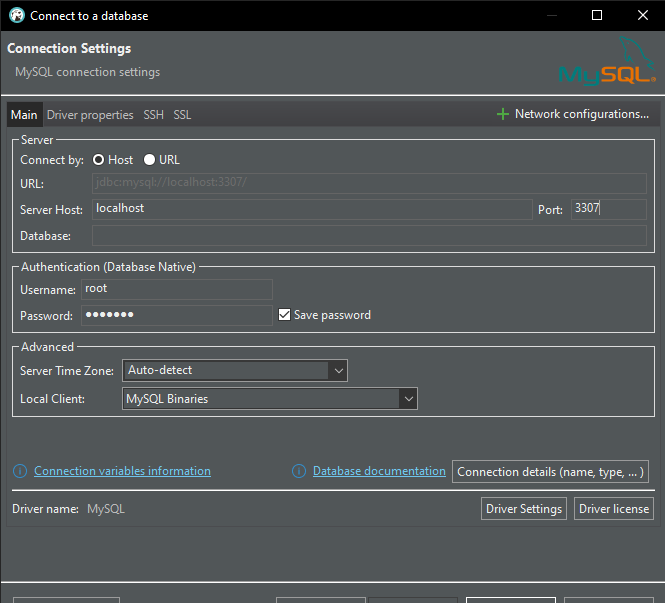 Connect to a database
Connection Settings
MySQL connection settings
MySQL
Main Driver properties SSH SSL Network configurations...
Server
Connect by: Host URL
URL: jdbc:mysql://localhost:3307/
Server Host: localhost Port: 3307
Database:
Authentication (Database Native)
Username: root
Password: ●●●●●●● Save password
Advanced
Server Time Zone: Auto-detect
Local Client: MySQL Binaries
Connection variables information Database documentation Connection details (name, type, ... )
Driver name: MySQL Driver Settings Driver license